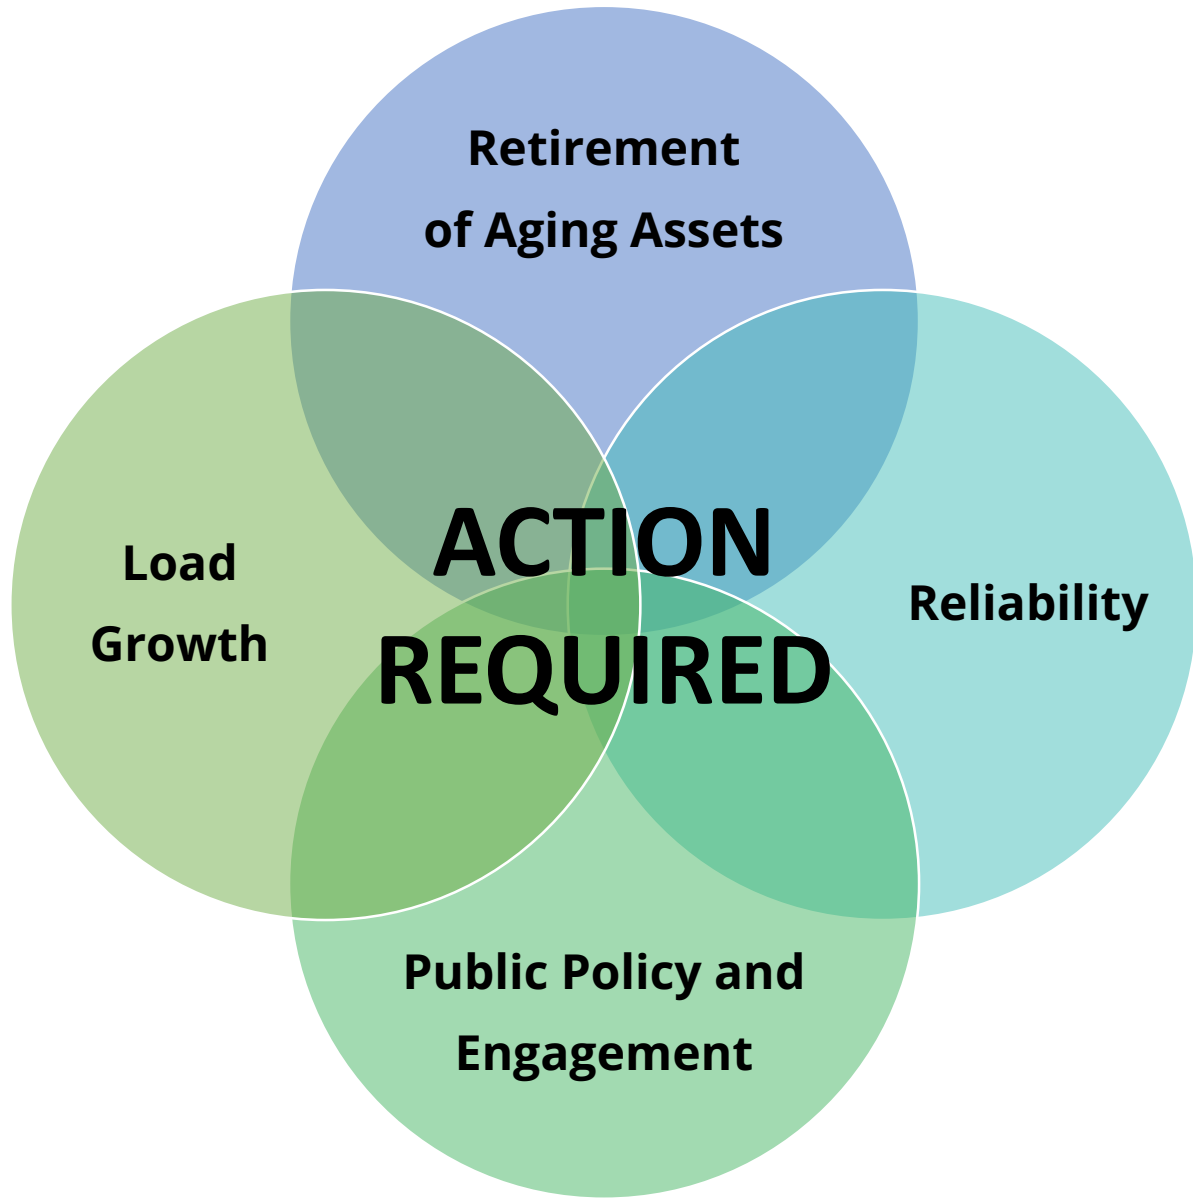 Retirement
of Aging Assets
Load
Growth
ACTION
REQUIRED
Reliability
Public Policy and
Engagement